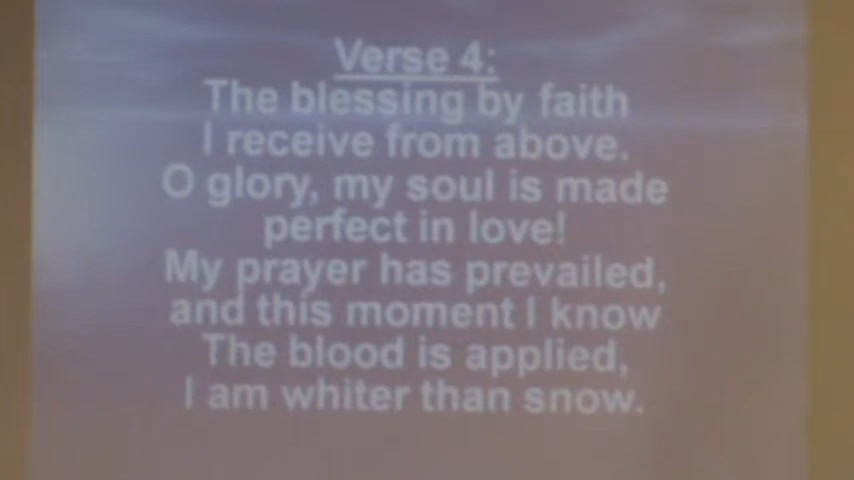 Verse 4:
The blessing by faith
I receive from above.
O glory, my soul is made
perfect in love!
My prayer has prevailed,
and this moment I know
The blood is applied,
I am whiter than snow.